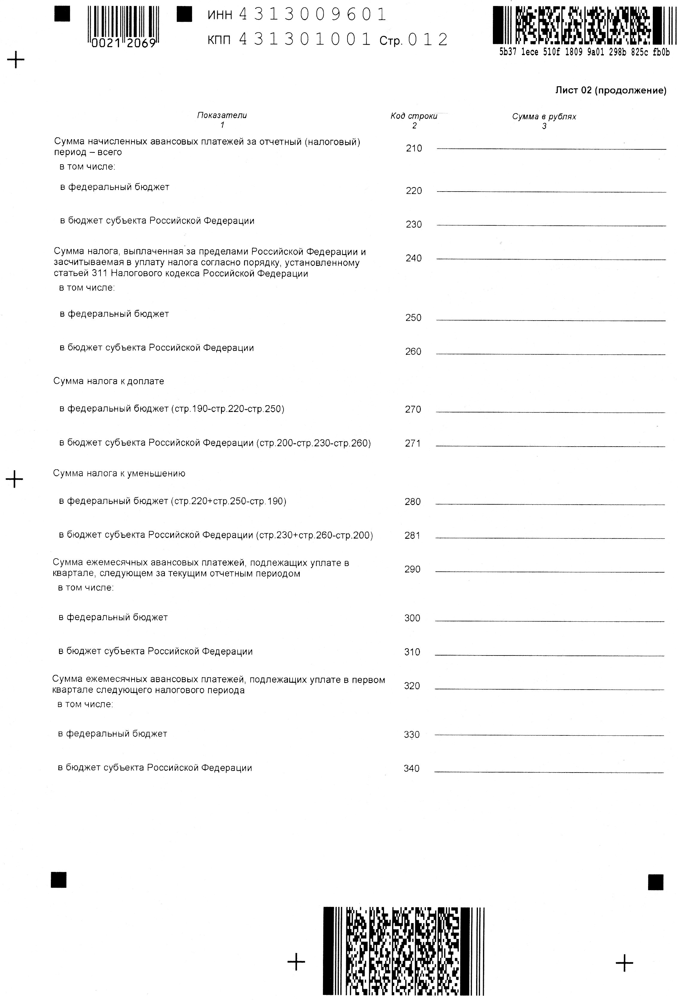 ИНН 4313009601
КПП 431301001 Стр. 012
0021 2069
5b37 1ece 510f 1809 9a01 298b 825c fb0b
Лист 02 (продолжение)
Показатели Код строки Сумма в рублях
1 2 3
Сумма начисленных авансовых платежей за отчетный (налоговый)
период – всего 210
в том числе:
в федеральный бюджет 220
в бюджет субъекта Российской Федерации 230
Сумма налога, выплаченная за пределами Российской Федерации и
засчитываемая в уплату налога согласно порядку, установленному 240
статьей 311 Налогового кодекса Российской Федерации
в том числе:
в федеральный бюджет 250
в бюджет субъекта Российской Федерации 260
Сумма налога к доплате
в федеральный бюджет (стр.190-стр.220-стр.250) 270
в бюджет субъекта Российской Федерации (стр.200-стр.230-стр.260) 271
Сумма налога к уменьшению
в федеральный бюджет (стр.220+стр.250-стр.190) 280
в бюджет субъекта Российской Федерации (стр.230+стр.260-стр.200) 281
Сумма ежемесячных авансовых платежей, подлежащих уплате в
квартале, следующем за текущим отчетным периодом 290
в том числе:
в федеральный бюджет 300
в бюджет субъекта Российской Федерации 310
Сумма ежемесячных авансовых платежей, подлежащих уплате в первом
квартале следующего налогового периода 320
в том числе:
в федеральный бюджет 330
в бюджет субъекта Российской Федерации 340